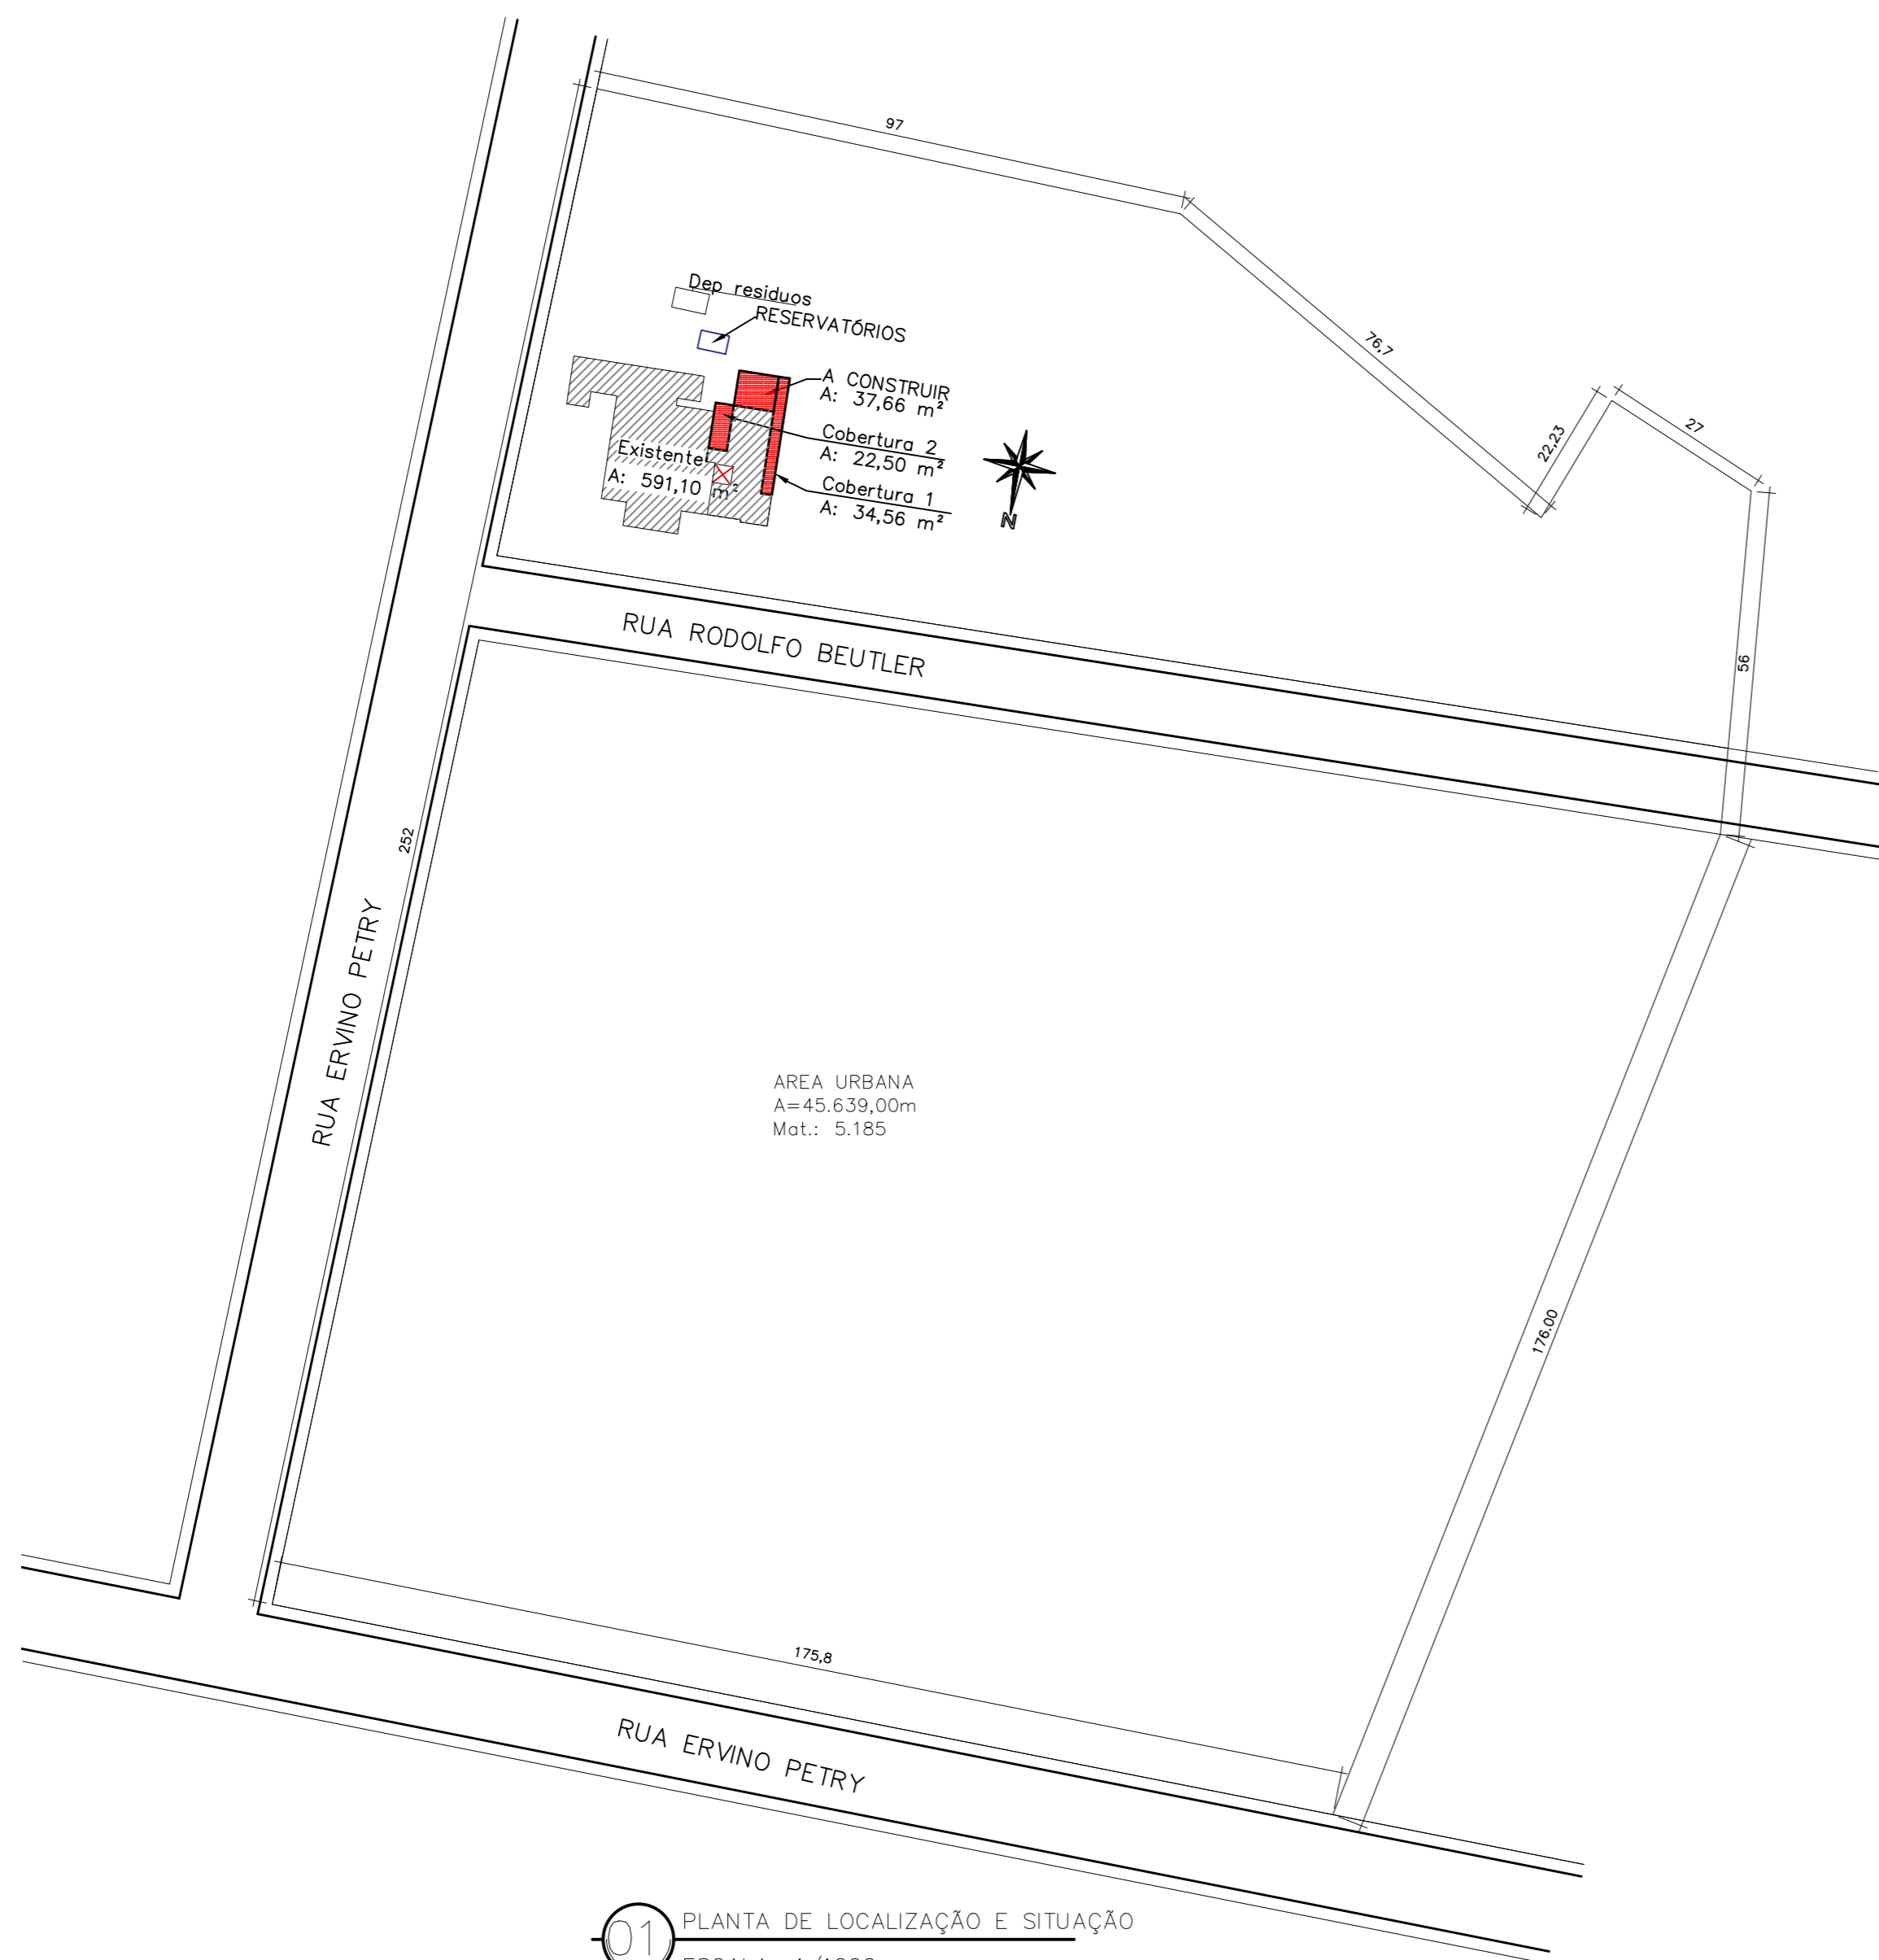 97
76,7
22,23
27
56
Dep residuos
RESERVATÓRIOS
A CONSTRUIR
A: 37,66 m²
Cobertura 2
A: 22,50 m²
Cobertura 1
A: 34,56 m²
Existente
A: 591,10 m²
N
RUA RODOLFO BEUTLER
252
RUA ERVINO PETRY
AREA URBANA
A=45.639,00m
Mat.: 5.185
176.00
175,8
RUA ERVINO PETRY
01
PLANTA DE LOCALIZAÇÃO E SITUAÇÃO